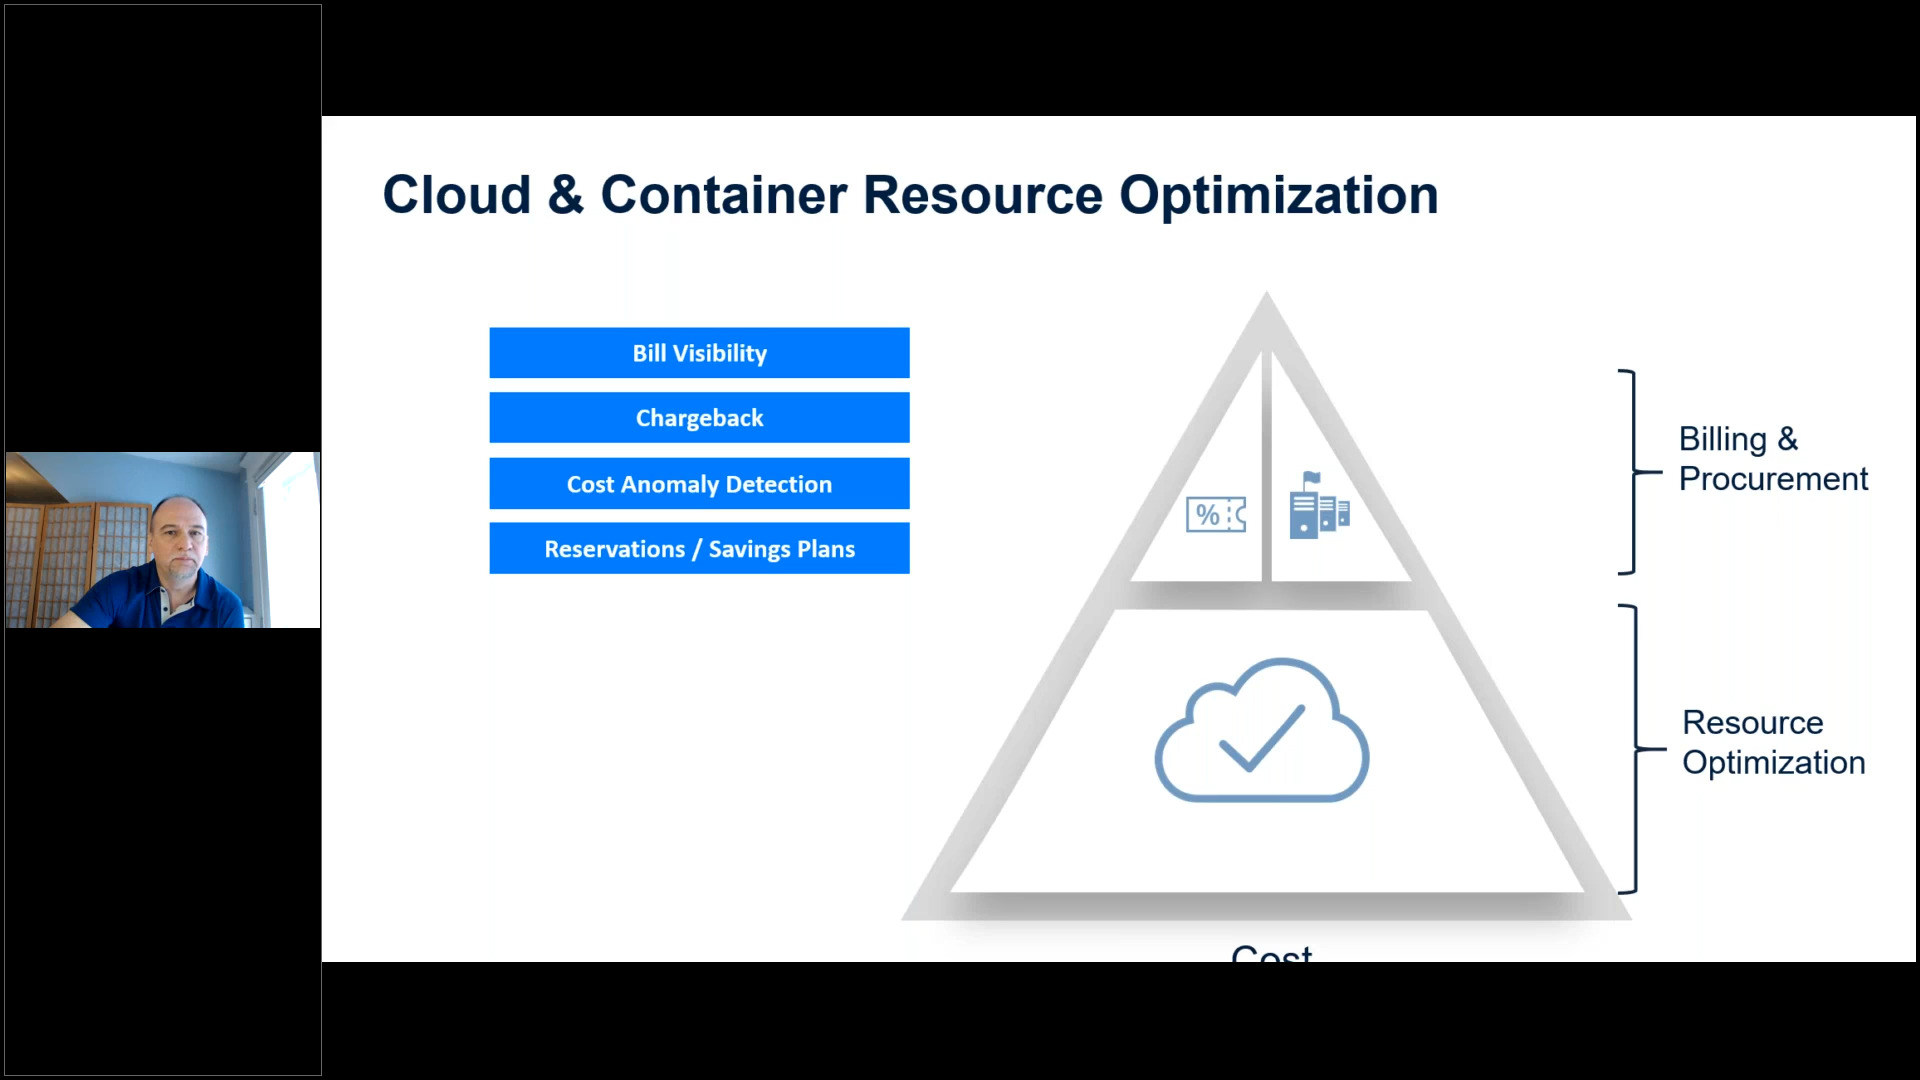 Cloud & Container Resource Optimization
Bill Visibility
Chargeback
Cost Anomaly Detection
Reservations / Savings Plans
%
Billing &
Procurement
Resource
Optimization
Cost